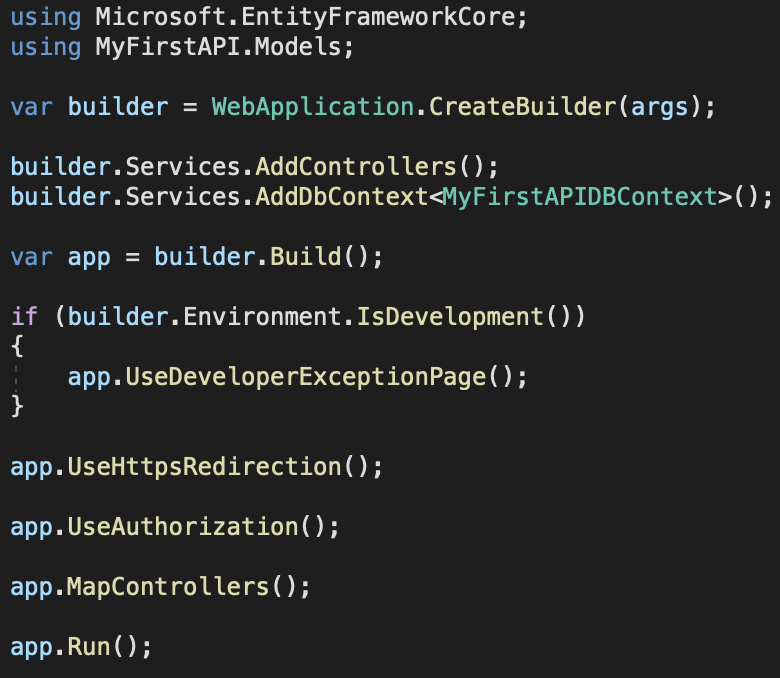 using Microsoft.EntityFrameworkCore;
using MyFirstAPI.Models;
var builder = WebApplication.CreateBuilder(args);
builder.Services.AddControllers();
builder.Services.AddDbContext<MyFirstAPIDBContext>();
var app = builder.Build();
if (builder.Environment.IsDevelopment())
{
    app.UseDeveloperExceptionPage();
}
app.UseHttpsRedirection();
app.UseAuthorization();
app.MapControllers();
app.Run();